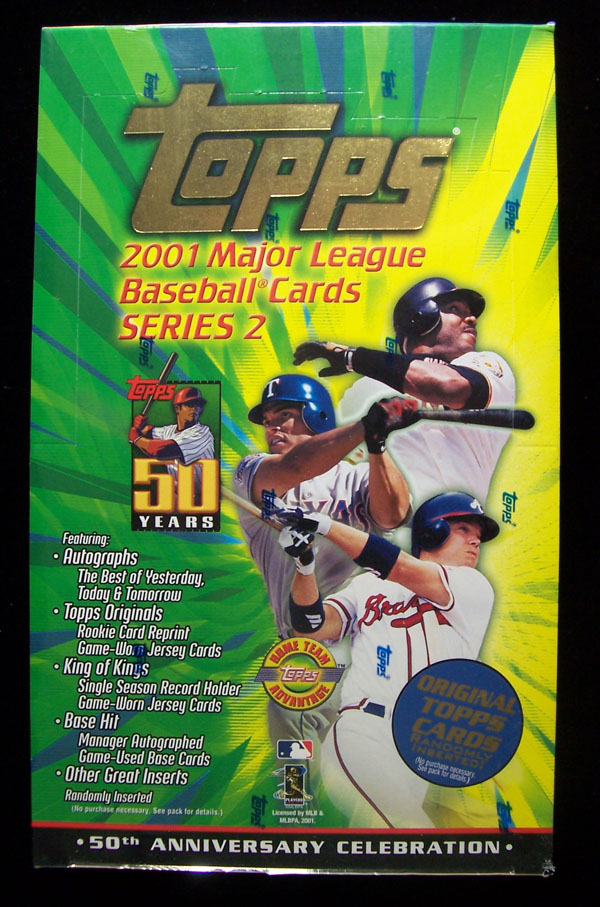 Topps®
2001 Major League
Baseball® Cards
SERIES 2
Topps
50
YEARS
Featuring:
• Autographs
The Best of Yesterday,
Today & Tomorrow
• Topps Originals
Rookie Card Reprint
Game-Worn Jersey Cards
• King of Kings
Single Season Record Holder
Game-Worn Jersey Cards
• Base Hit
Manager Autographed
Game-Used Base Cards
• Other Great Inserts
Randomly Inserted
(No purchase necessary. See pack for details.)
T
TEXAS
A
Braves
HOME TEAM
Topps
ADVANTAGE
TM
PLAYERS
Licensed by MLB &
MLBPA, 2001.
ORIGINAL
TOPPS
CARDS
RANDOMLY
INSERTED!
(No purchase necessary.
See pack for details.)
• 50th ANNIVERSARY CELEBRATION •